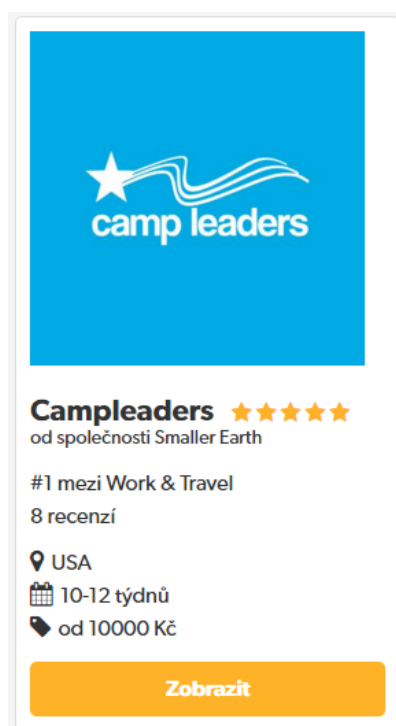 camp leaders
Campleaders
od společnosti Smaller Earth
#1 mezi Work & Travel
8 recenzí
USA
10-12 týdnů
od 10000 Kč
Zobrazit